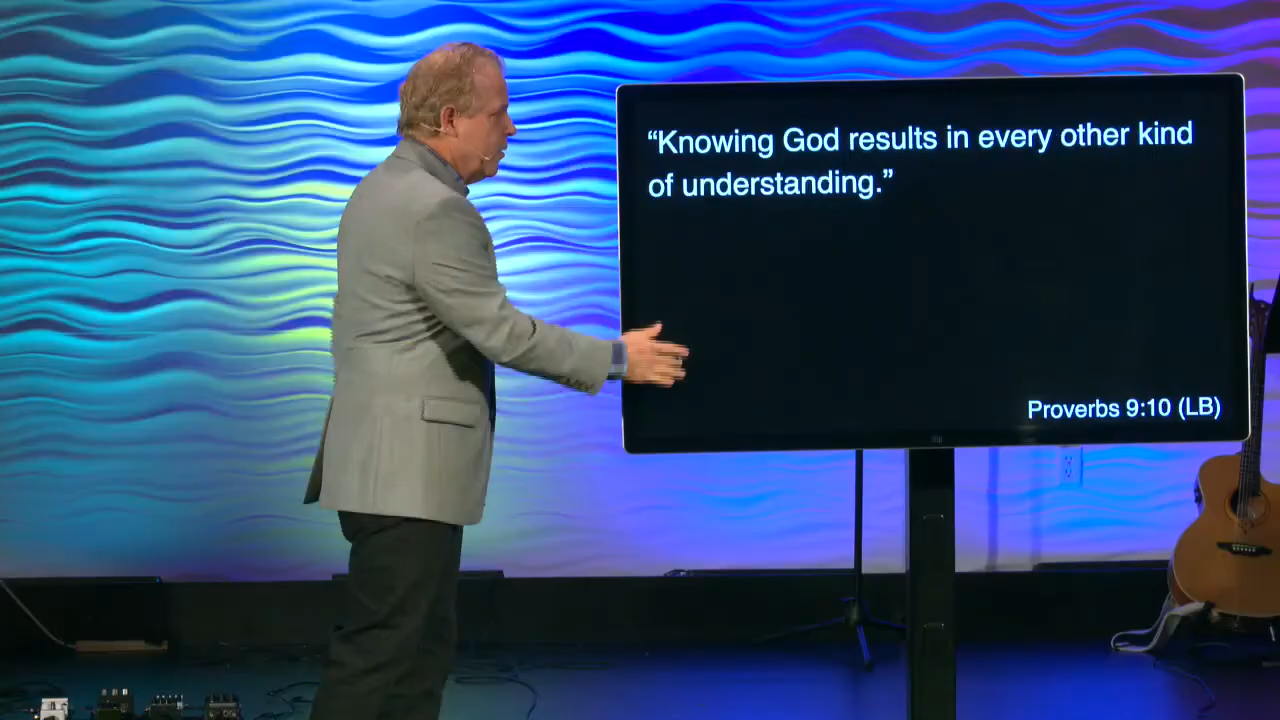 “Knowing God results in every other kind
of understanding.”
Proverbs 9:10 (LB)